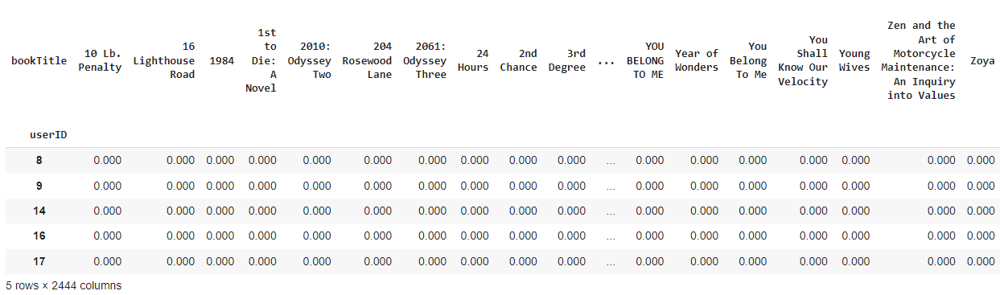 bookTitle 10 Lb. Penalty 16 Lighthouse Road 1984 1st to Die: A Novel 2010: Odyssey Two 204 Rosewood Lane 2061: Odyssey Three 24 Hours 2nd Chance 3rd Degree ... YOU BELONG TO ME Year of Wonders You Belong To Me You Shall Know Our Velocity Young Wives Zen and the Art of Motorcycle Maintenance: An Inquiry into Values Zoya
userID
8 0.000 0.000 0.000 0.000 0.000 0.000 0.000 0.000 0.000 0.000 ... 0.000 0.000 0.000 0.000 0.000 0.000 0.000
9 0.000 0.000 0.000 0.000 0.000 0.000 0.000 0.000 0.000 0.000 ... 0.000 0.000 0.000 0.000 0.000 0.000 0.000
14 0.000 0.000 0.000 0.000 0.000 0.000 0.000 0.000 0.000 0.000 ... 0.000 0.000 0.000 0.000 0.000 0.000 0.000
16 0.000 0.000 0.000 0.000 0.000 0.000 0.000 0.000 0.000 0.000 ... 0.000 0.000 0.000 0.000 0.000 0.000 0.000
17 0.000 0.000 0.000 0.000 0.000 0.000 0.000 0.000 0.000 0.000 ... 0.000 0.000 0.000 0.000 0.000 0.000 0.000
5 rows × 2444 columns